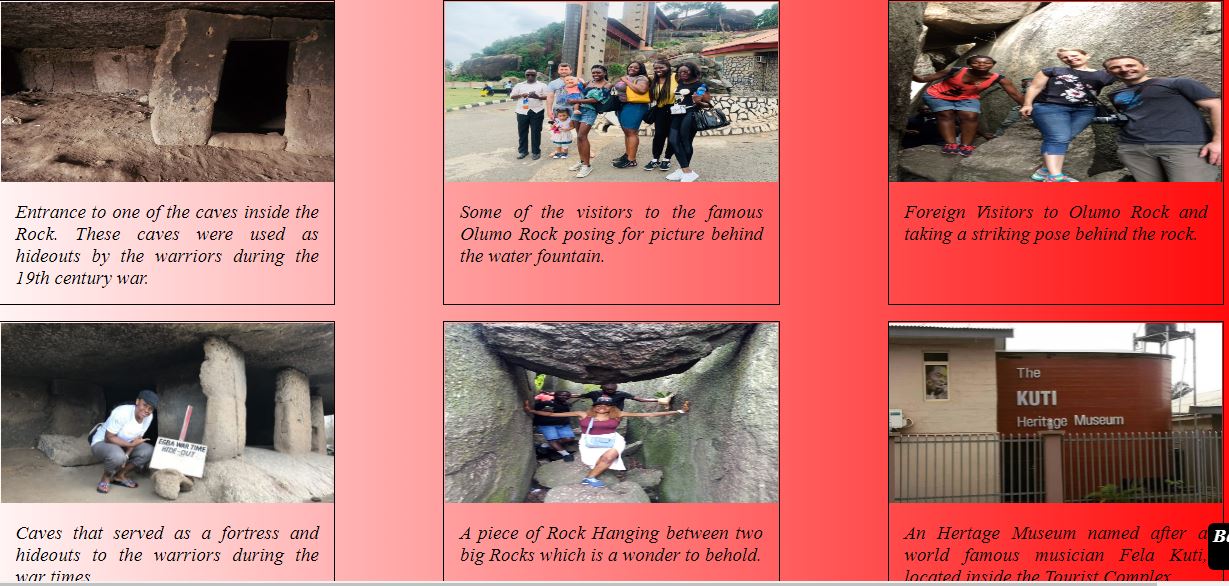 Entrance to one of the caves inside the
Rock. These caves were used as
hideouts by the warriors during the
19th century war.
Some of the visitors to the famous
Olumo Rock posing for picture behind
the water fountain.
Foreign Visitors to Olumo Rock and
taking a striking pose behind the rock.
EGBA WAR TIME
HIDE-OUT
The
KUTI
Heritage Museum
Caves that served as a fortress and
hideouts to the warriors during the
war times
A piece of Rock Hanging between two
big Rocks which is a wonder to behold.
An Hertage Museum named after a
world famous musician Fela Kuti,
located inside the Tourist Complex